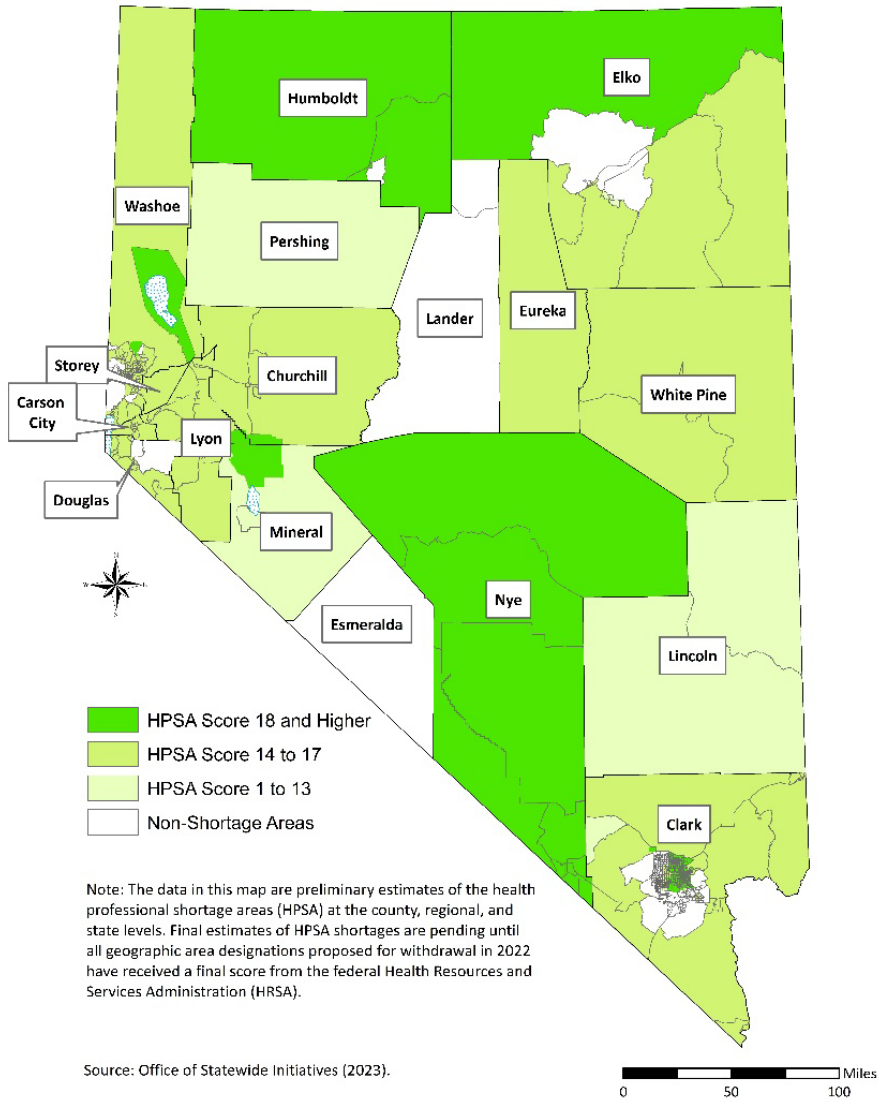 Humboldt
Elko
Washoe
Pershing
Lander
Eureka
Storey
Churchill
White Pine
Carson
City
Lyon
Douglas
Mineral
N
W
E
S
Nye
Esmeralda
Lincoln
HPSA Score 18 and Higher
HPSA Score 14 to 17
HPSA Score 1 to 13
Non-Shortage Areas
Clark
Note: The data in this map are preliminary estimates of the health
professional shortage areas (HPSA) at the county, regional, and
state levels. Final estimates of HPSA shortages are pending until
all geographic area designations proposed for withdrawal in 2022
have received a final score from the federal Health Resources and
Services Administration (HRSA).
Source: Office of Statewide Initiatives (2023).
Miles
0 50 100